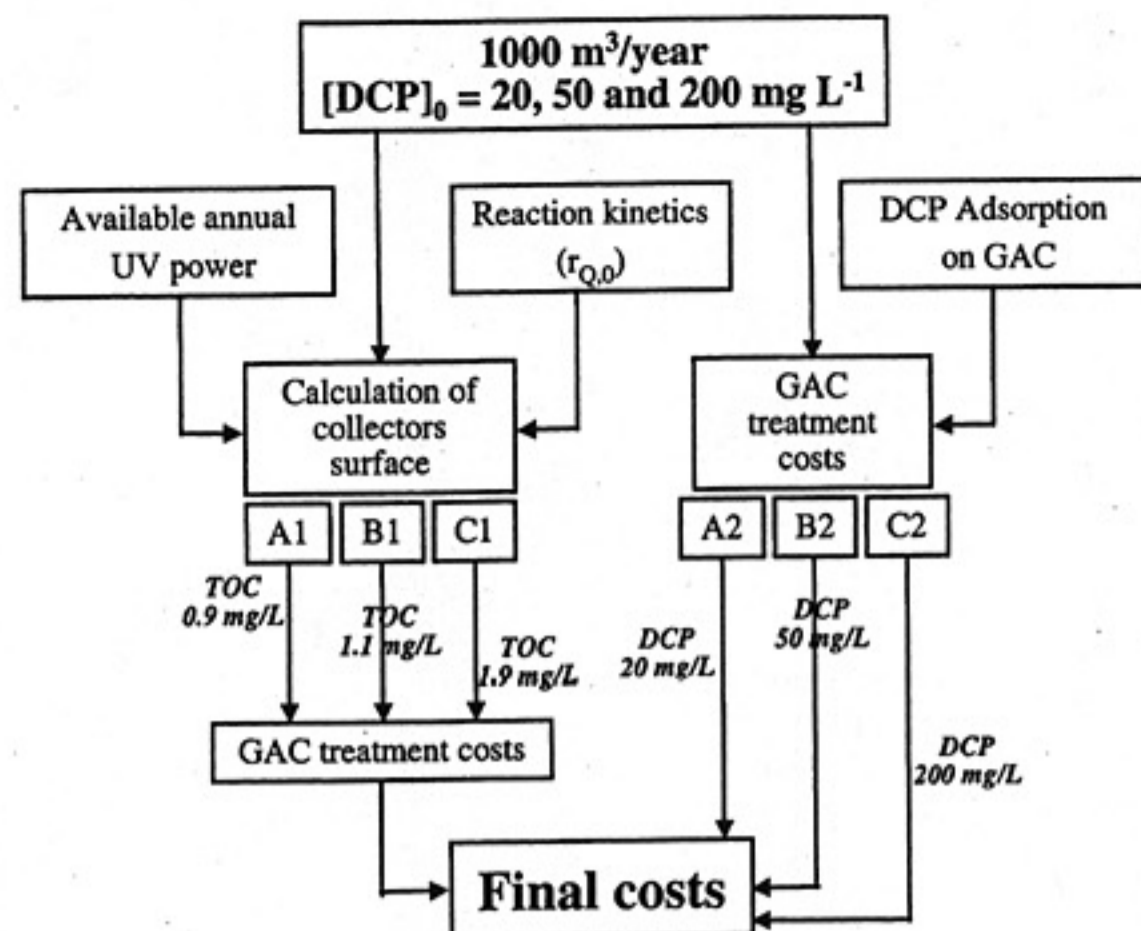 1000 m³/year
[DCP]₀ = 20, 50 and 200 mg L⁻¹
Available annual
UV power
Reaction kinetics
(r_Q,0)
DCP Adsorption
on GAC
Calculation of
collectors
surface
GAC
treatment
costs
A1
B1
C1
A2
B2
C2
TOC
0.9 mg/L
TOC
1.1 mg/L
TOC
1.9 mg/L
DCP
20 mg/L
DCP
50 mg/L
DCP
200 mg/L
GAC treatment costs
Final costs